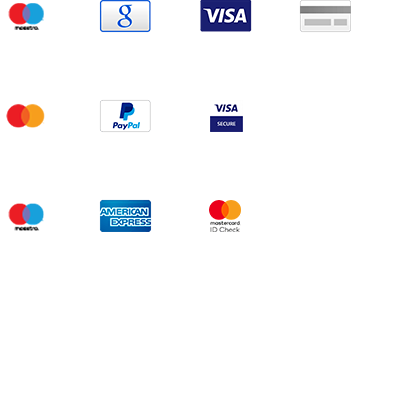 maestro.
g
VISA
PayPal
VISA
SECURE
maestro.
AMERICAN
EXPRESS
mastercard
ID Check